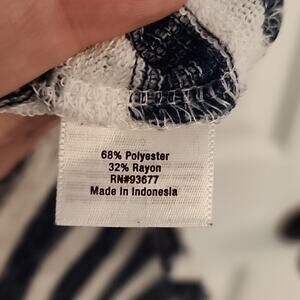 68% Polyester
32% Rayon
RN#93677
Made in Indonesia